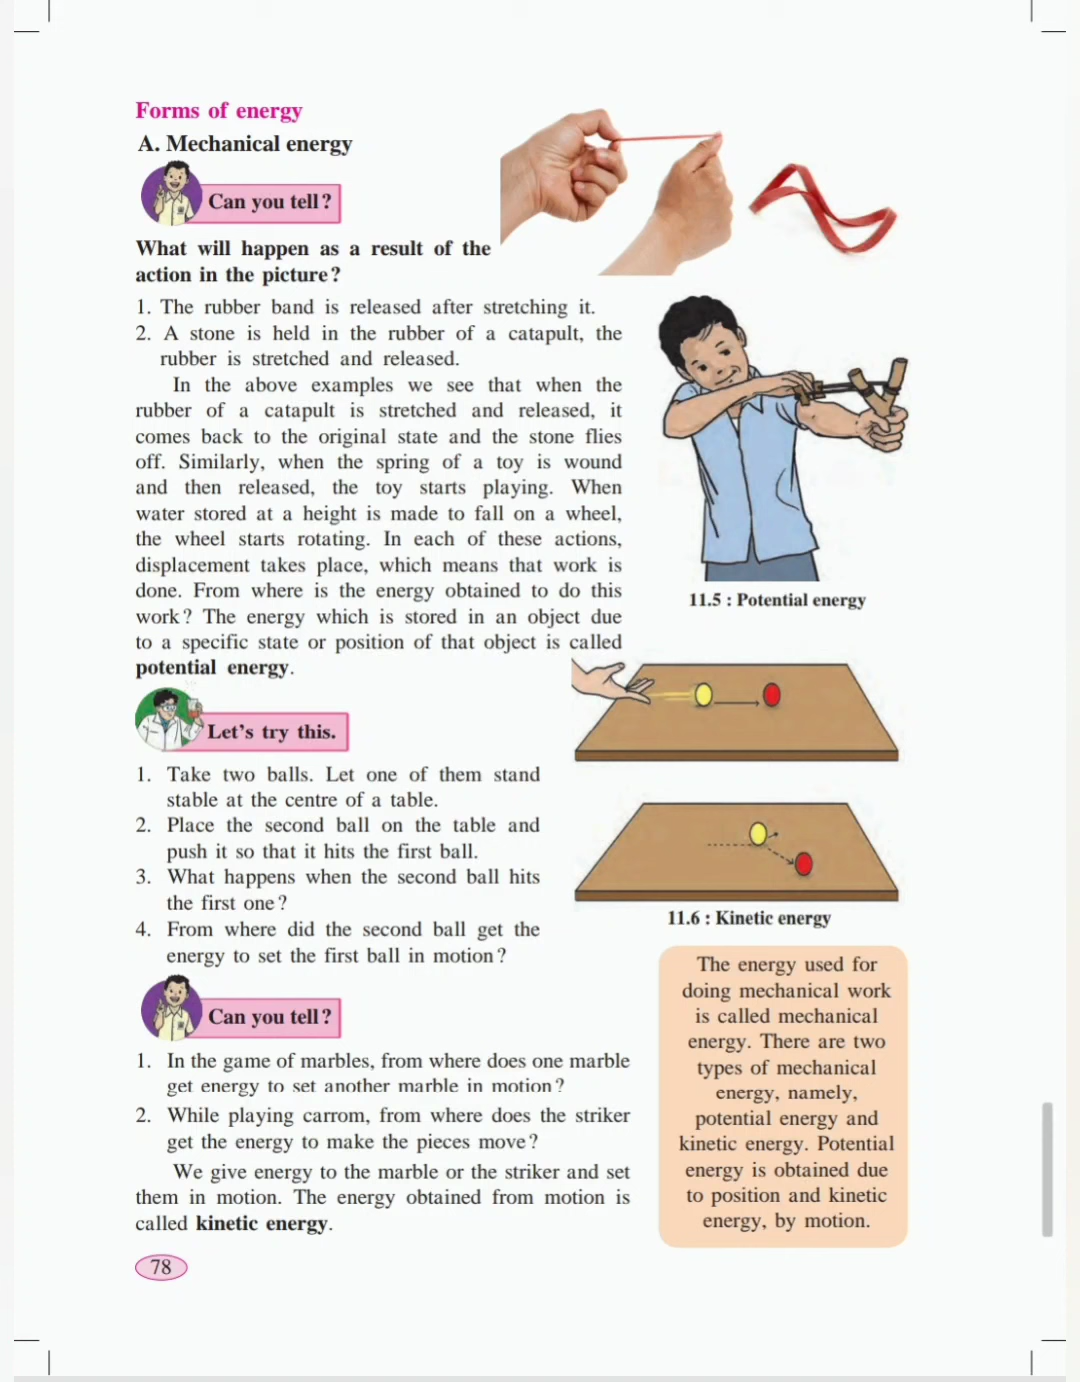 Forms of energy
A. Mechanical energy
Can you tell?
What will happen as a result of the
action in the picture?
1. The rubber band is released after stretching it.
2. A stone is held in the rubber of a catapult, the
rubber is stretched and released.
In the above examples we see that when the
rubber of a catapult is stretched and released, it
comes back to the original state and the stone flies
off. Similarly, when the spring of a toy is wound
and then released, the toy starts playing. When
water stored at a height is made to fall on a wheel,
the wheel starts rotating. In each of these actions,
displacement takes place, which means that work is
done. From where is the energy obtained to do this
work? The energy which is stored in an object due
to a specific state or position of that object is called
potential energy.
11.5 : Potential energy
Let's try this.
1. Take two balls. Let one of them stand
stable at the centre of a table.
2. Place the second ball on the table and
push it so that it hits the first ball.
3. What happens when the second ball hits
the first one?
4. From where did the second ball get the
energy to set the first ball in motion?
11.6 : Kinetic energy
Can you tell?
1. In the game of marbles, from where does one marble
get energy to set another marble in motion?
2. While playing carrom, from where does the striker
get the energy to make the pieces move?
We give energy to the marble or the striker and set
them in motion. The energy obtained from motion is
called kinetic energy.
The energy used for
doing mechanical work
is called mechanical
energy. There are two
types of mechanical
energy, namely,
potential energy and
kinetic energy. Potential
energy is obtained due
to position and kinetic
energy, by motion.
78